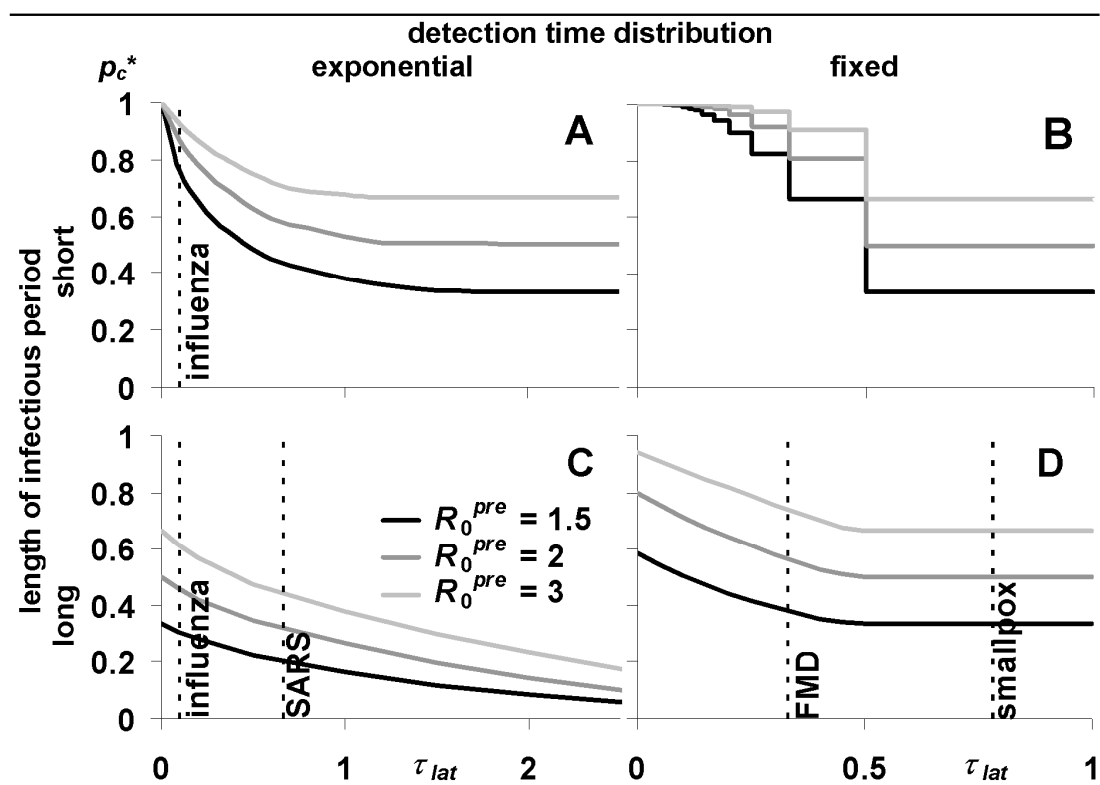 detection time distribution
exponential fixed
p_c*
length of infectious period
short
long
1
0.8
0.6
0.4
0.2
0
A
influenza
B
1
0.8
0.6
0.4
0.2
0
C
influenza
SARS
R_0^pre = 1.5
R_0^pre = 2
R_0^pre = 3
D
FMD
smallpox
0 1 τ_lat 2
0 0.5 τ_lat 1